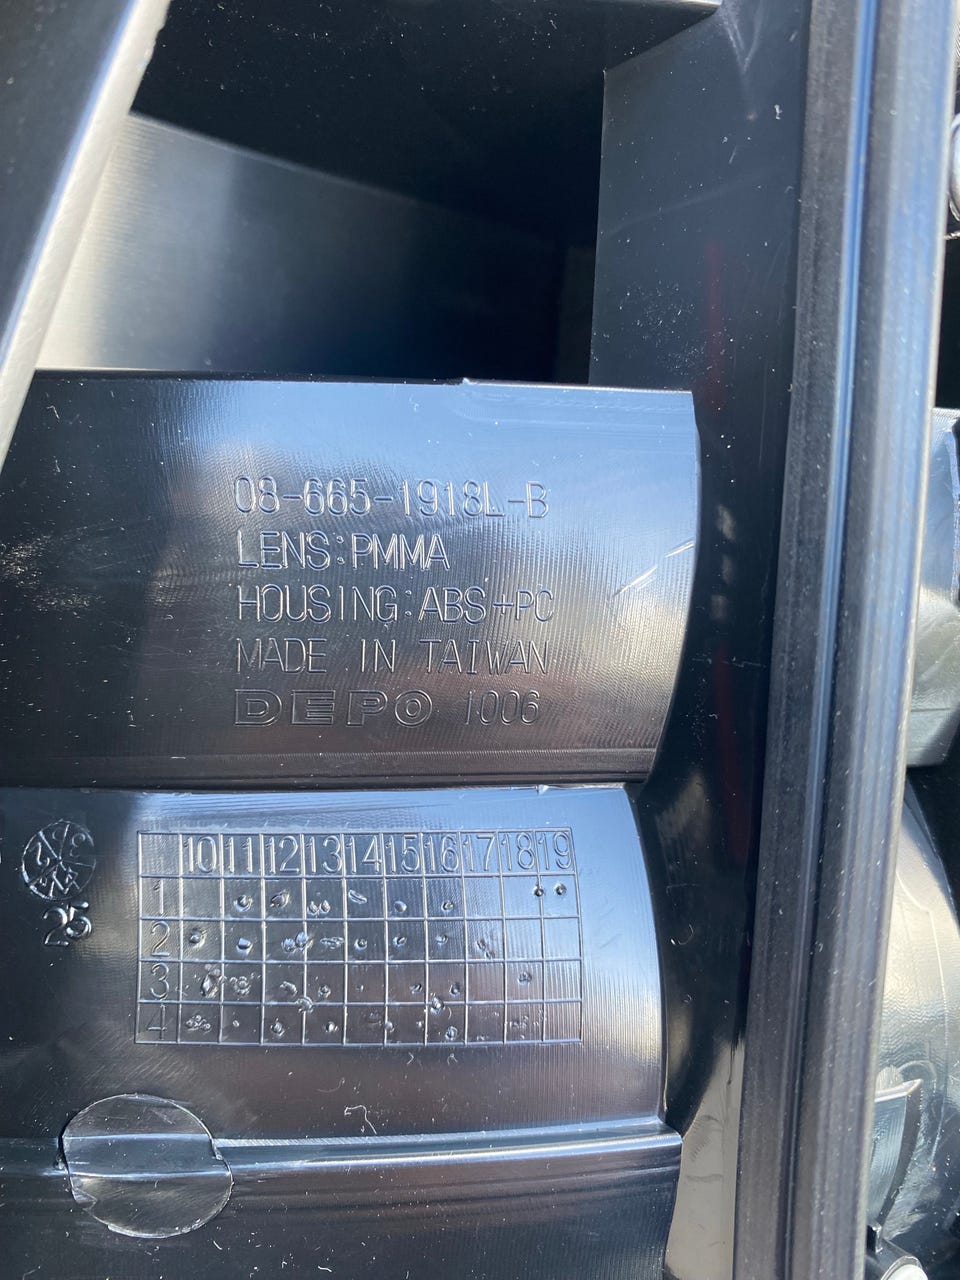 08-665-1918L-B
LENS:PMMA
HOUSING:ABS+PC
MADE IN TAIWAN
DEPO 1006
10 11 12 13 14 15 16 17 18 19
1
2
3
4
25